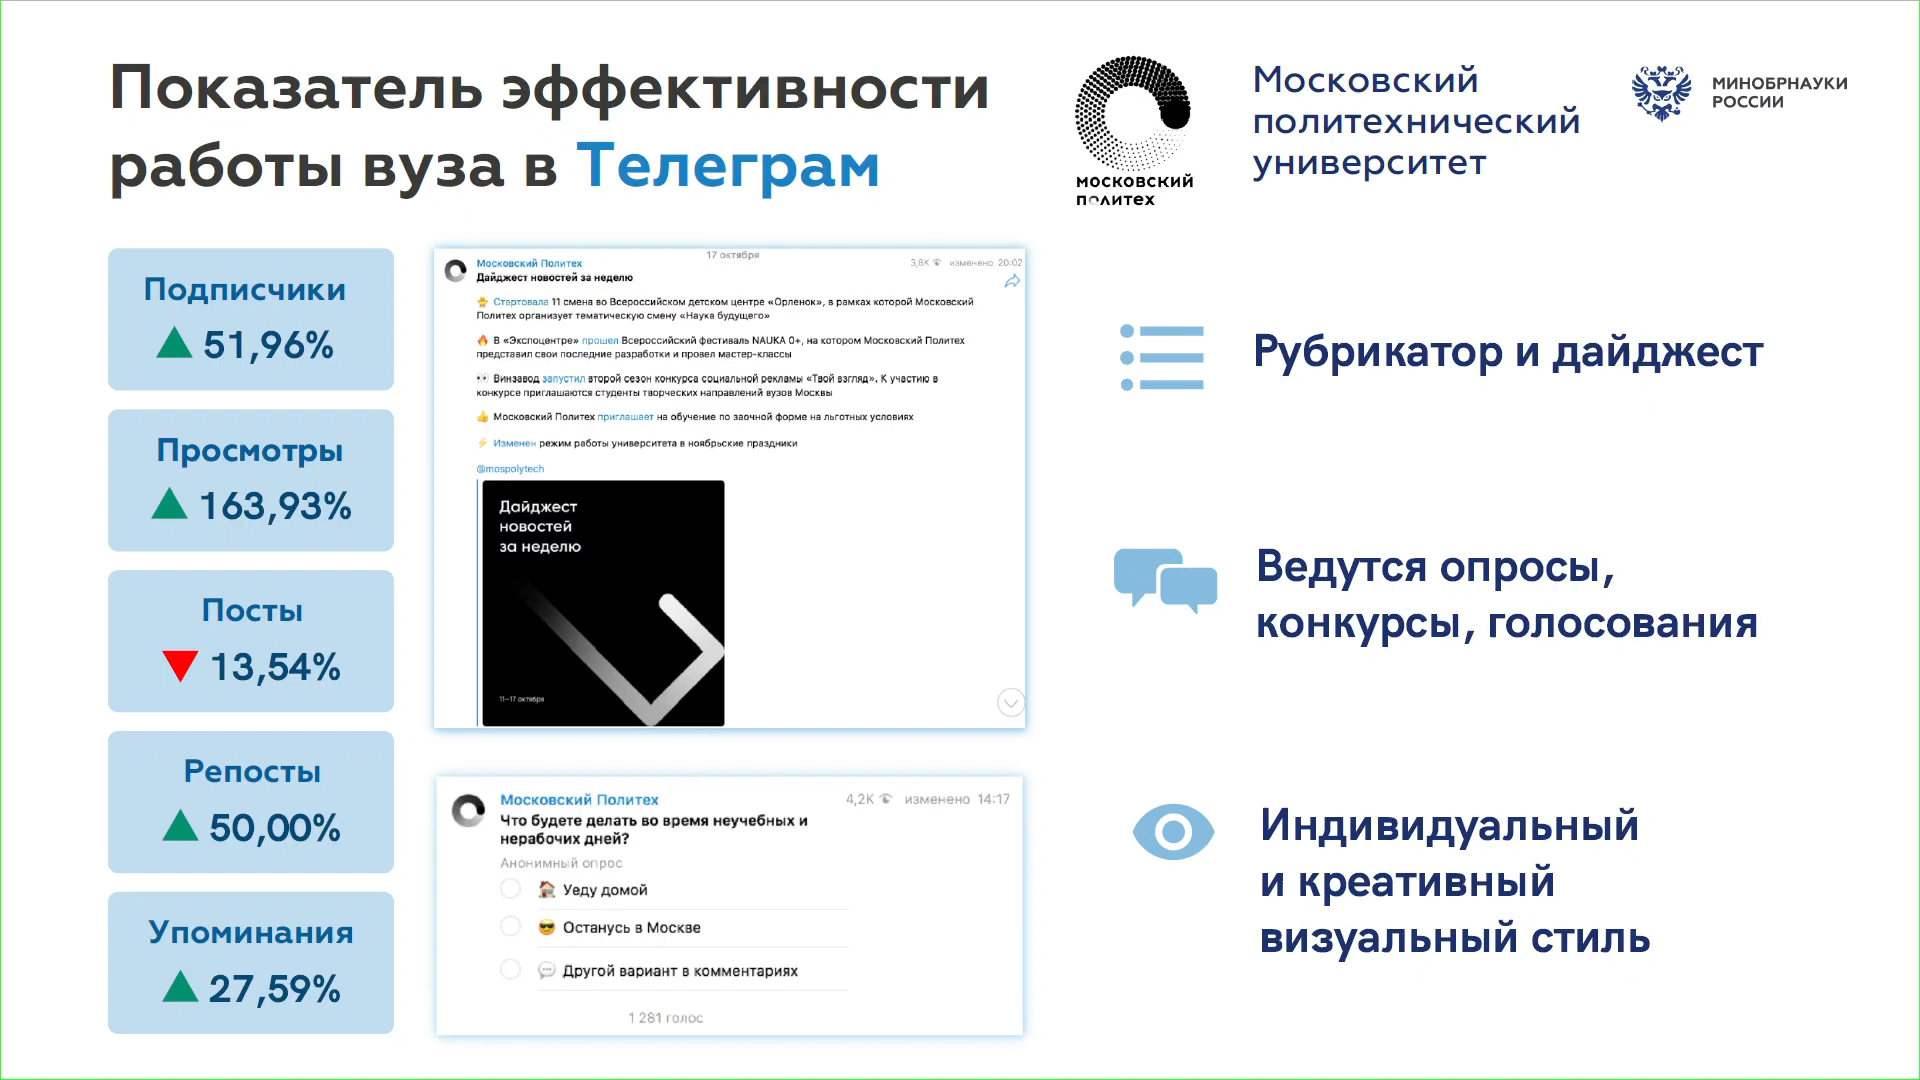 Показатель эффективности
работы вуза в Телеграм
московский
политех
Московский
политехнический
университет
МИНОБРНАУКИ
РОССИИ
Подписчики
51,96%
Просмотры
163,93%
Посты
13,54%
Репосты
50,00%
Упоминания
27,59%
17 октября
Московский Политех
3,8K изменено 20:02
Дайджест новостей за неделю
Стартовала 11 смена во Всероссийском детском центре «Орленок», в рамках которой Московский
Политех организует тематическую смену «Наука будущего»
В «Экспоцентре» прошел Всероссийский фестиваль NAUKA 0+, на котором Московский Политех
представил свои последние разработки и провел мастер-классы
Винзавод запустил второй сезон конкурса социальной рекламы «Твой взгляд». К участию в
конкурсе приглашаются студенты творческих направлений вузов Москвы
Московский Политех приглашает на обучение по заочной форме на льготных условиях
Изменен режим работы университета в ноябрьские праздники
@mospolytech
Дайджест
новостей
за неделю
11–17 октября
Московский Политех
4,2K изменено 14:17
Что будете делать во время неучебных и
нерабочих дней?
Анонимный опрос
Уеду домой
Останусь в Москве
Другой вариант в комментариях
1 281 голос
Рубрикатор и дайджест
Ведутся опросы,
конкурсы, голосования
Индивидуальный
и креативный
визуальный стиль